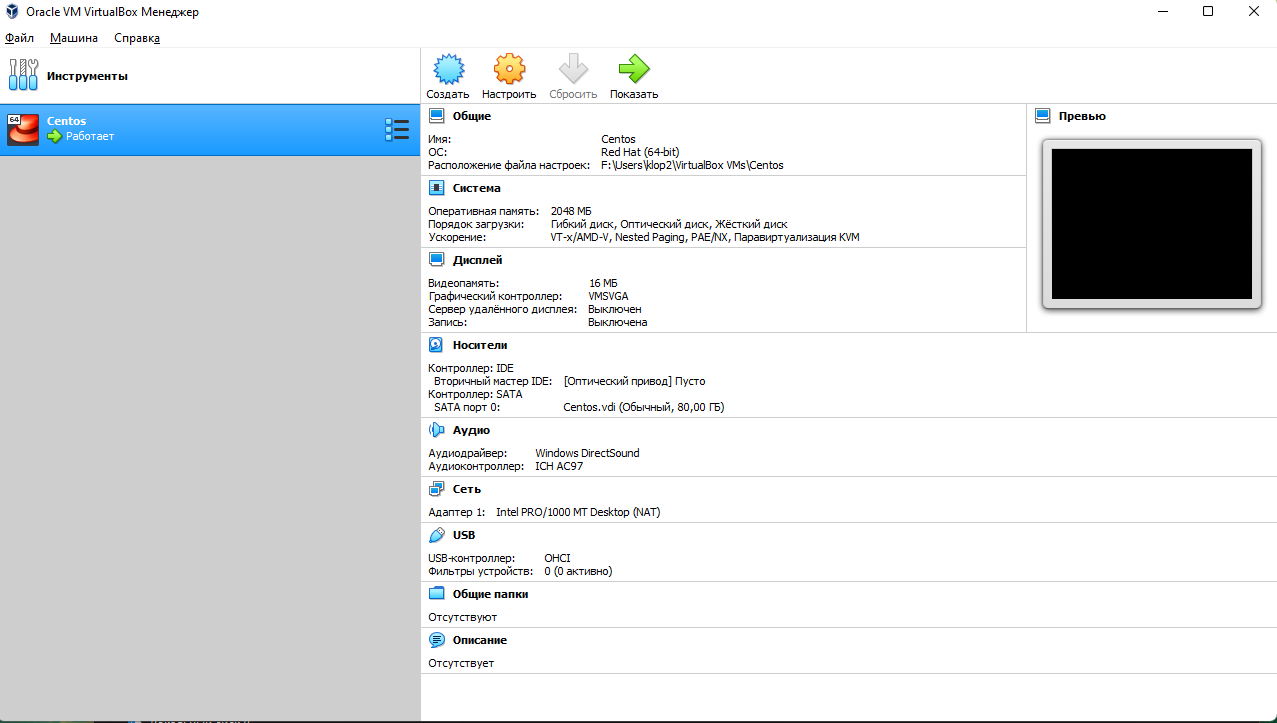 Oracle VM VirtualBox Менеджер
Файл Машина Справка
Инструменты
64
Centos
Работает
Создать Настроить Сбросить Показать
Общие
Имя: Centos
ОС: Red Hat (64-bit)
Расположение файла настроек: F:\Users\klop2\VirtualBox VMs\Centos
Превью
Система
Оперативная память: 2048 МБ
Порядок загрузки: Гибкий диск, Оптический диск, Жёсткий диск
Ускорение: VT-x/AMD-V, Nested Paging, PAE/NX, Паравиртуализация KVM
Дисплей
Видеопамять: 16 МБ
Графический контроллер: VMSVGA
Сервер удалённого дисплея: Выключен
Запись: Выключена
Носители
Контроллер: IDE
Вторичный мастер IDE: [Оптический привод] Пусто
Контроллер: SATA
SATA порт 0: Centos.vdi (Обычный, 80,00 ГБ)
Аудио
Аудиодрайвер: Windows DirectSound
Аудиоконтроллер: ICH AC97
Сеть
Адаптер 1: Intel PRO/1000 MT Desktop (NAT)
USB
USB-контроллер: OHCI
Фильтры устройств: 0 (0 активно)
Общие папки
Отсутствуют
Описание
Отсутствует